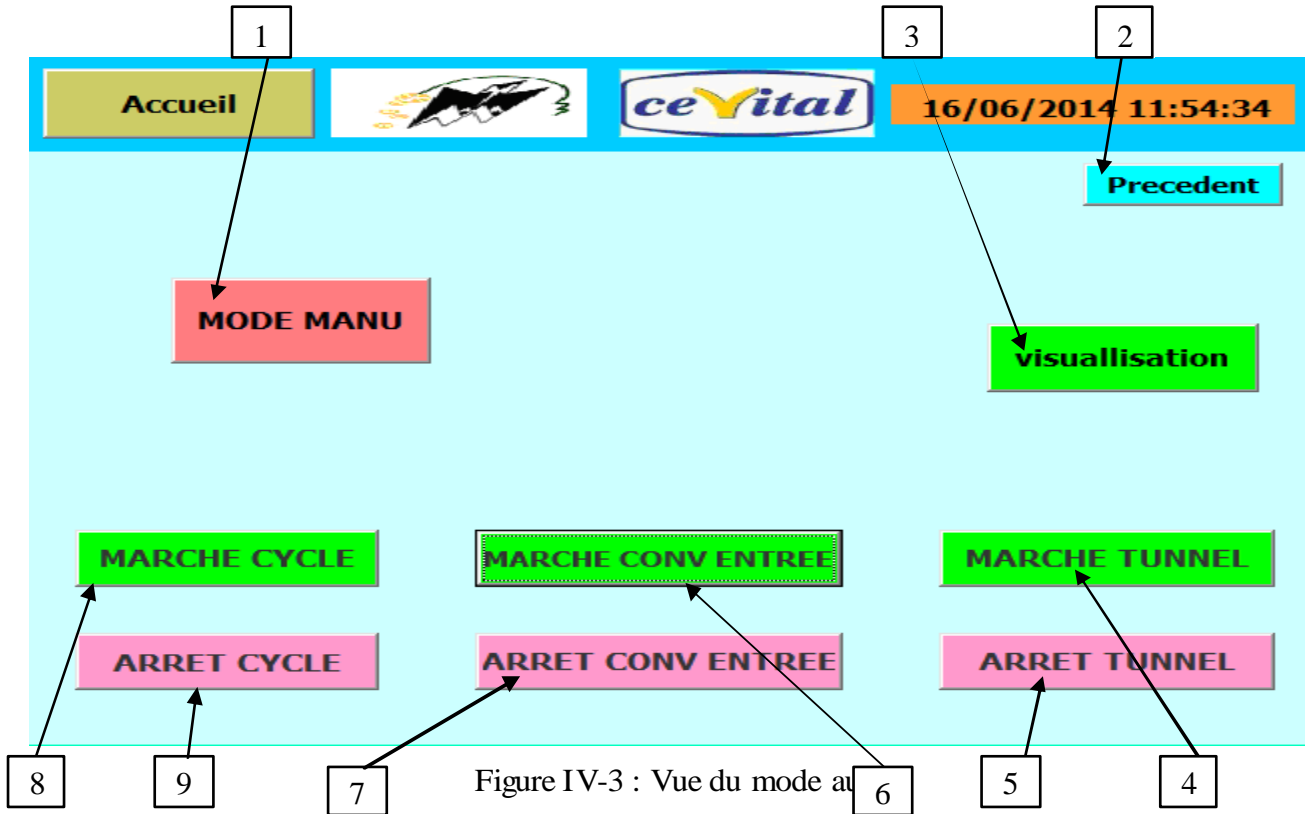 1
3
2
Accueil
ceVital
16/06/2014 11:54:34
Precedent
MODE MANU
visuallisation
MARCHE CYCLE
MARCHE CONV ENTREE
MARCHE TUNNEL
ARRET CYCLE
ARRET CONV ENTREE
ARRET TUNNEL
8
9
7
Figure IV-3 : Vue du mode au
6
5
4